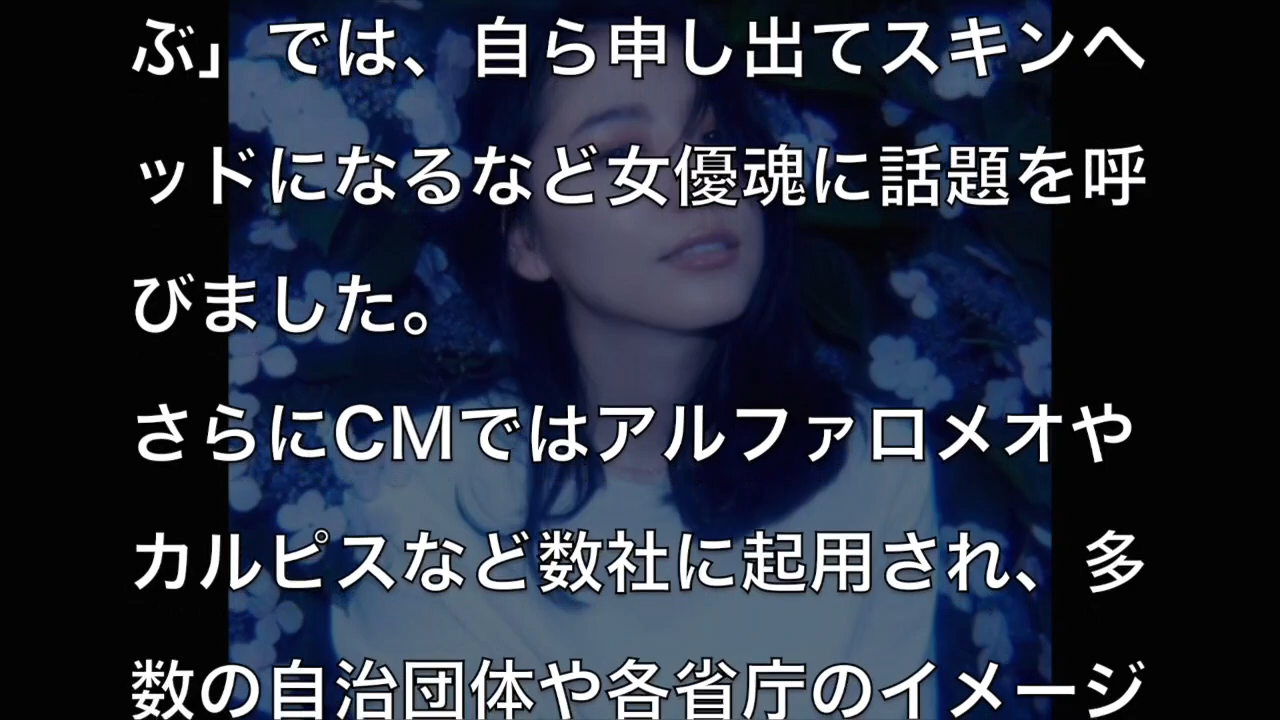 ぶ」では、自ら申し出てスキンヘ
ッドになるなど女優魂に話題を呼
びました。
さらにCMではアルファロメオや
カルピスなど数社に起用され、多
数の自治団体や各省庁のイメージ